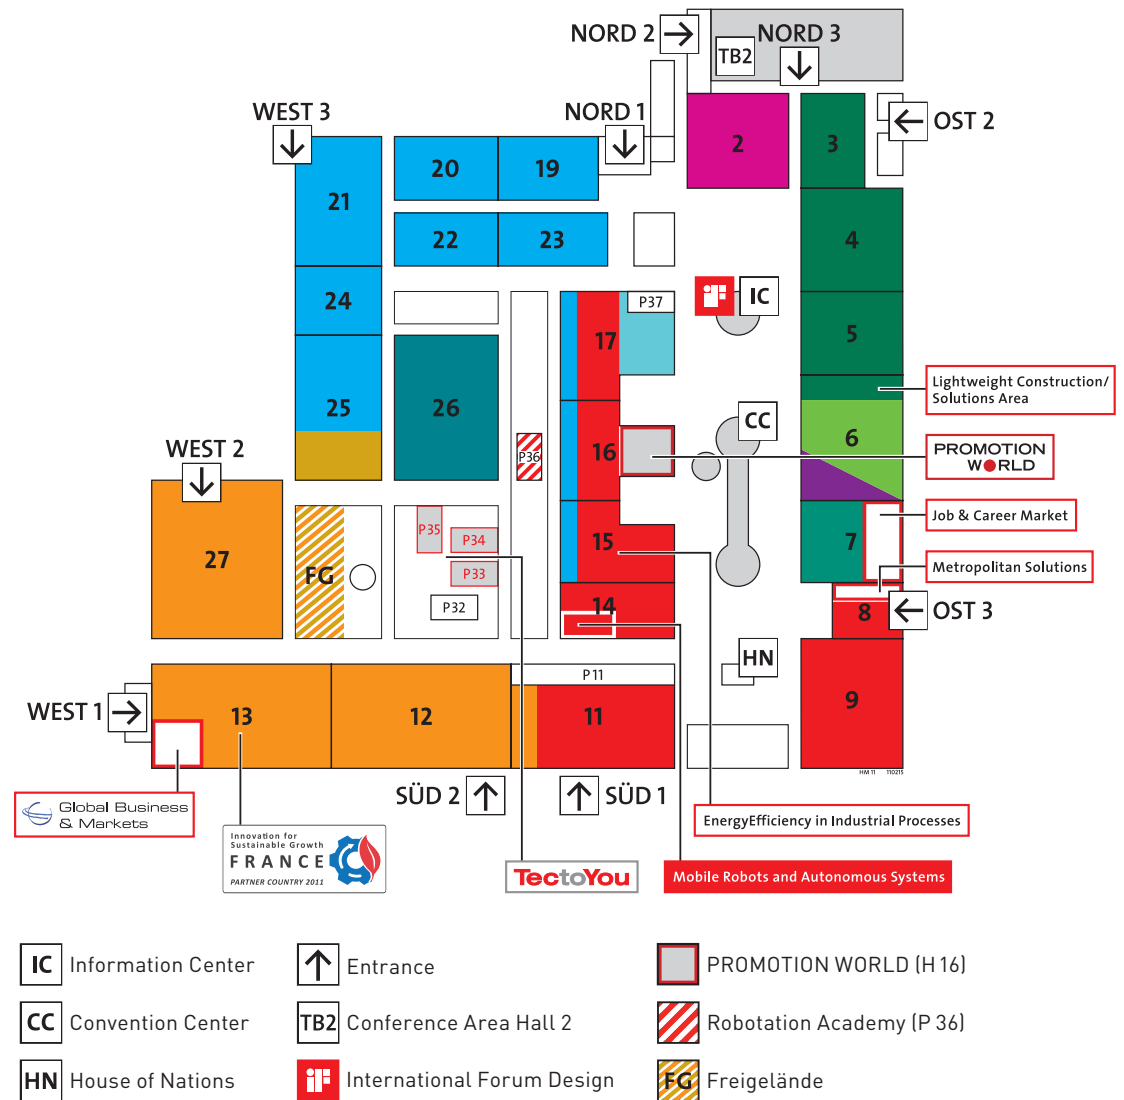 NORD 2
NORD 3
TB2
WEST 3
NORD 1
OST 2
2
3
20
19
21
22
23
4
24
iF
IC
P37
17
5
25
26
Lightweight Construction/
Solutions Area
CC
6
WEST 2
P36
16
PROMOTION
WORLD
Job & Career Market
P35
P34
15
7
27
FG
P33
Metropolitan Solutions
P32
14
8
OST 3
HN
P 11
WEST 1
13
12
11
9
HM 11 110215
SÜD 2
SÜD 1
Global Business
& Markets
EnergyEfficiency in Industrial Processes
Innovation for
Sustainable Growth
FRANCE
PARTNER COUNTRY 2011
TectoYou
Mobile Robots and Autonomous Systems
IC Information Center
Entrance
PROMOTION WORLD (H 16)
CC Convention Center
TB2 Conference Area Hall 2
Robotation Academy (P 36)
HN House of Nations
iF International Forum Design
FG Freigelände